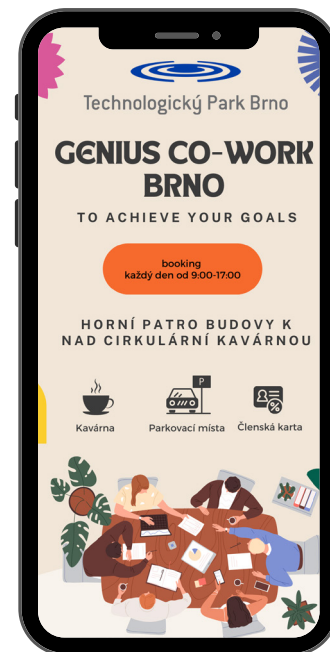 Technologický Park Brno
GENIUS CO-WORK
BRNO
TO ACHIEVE YOUR GOALS
booking
každý den od 9:00-17:00
HORNÍ PATRO BUDOVY K
NAD CIRKULÁRNÍ KAVÁRNOU
P
Kavárna
Parkovací místa
Členská karta